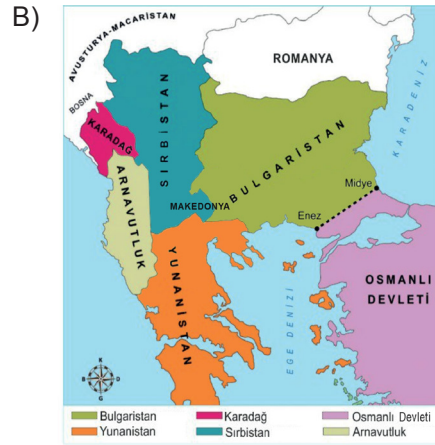 B)
AVUSTURYA-MACARİSTAN
ROMANYA
BOSNA
KARADAĞ
SIRBİSTAN
BULGARİSTAN
KARADENİZ
ARNAVUTLUK
MAKEDONYA
Midye
Enez
YUNANİSTAN
EGE DENİZİ
OSMANLI
DEVLETİ
K
B
D
G
Bulgaristan
Karadağ
Osmanlı Devleti
Yunanistan
Sırbistan
Arnavutluk